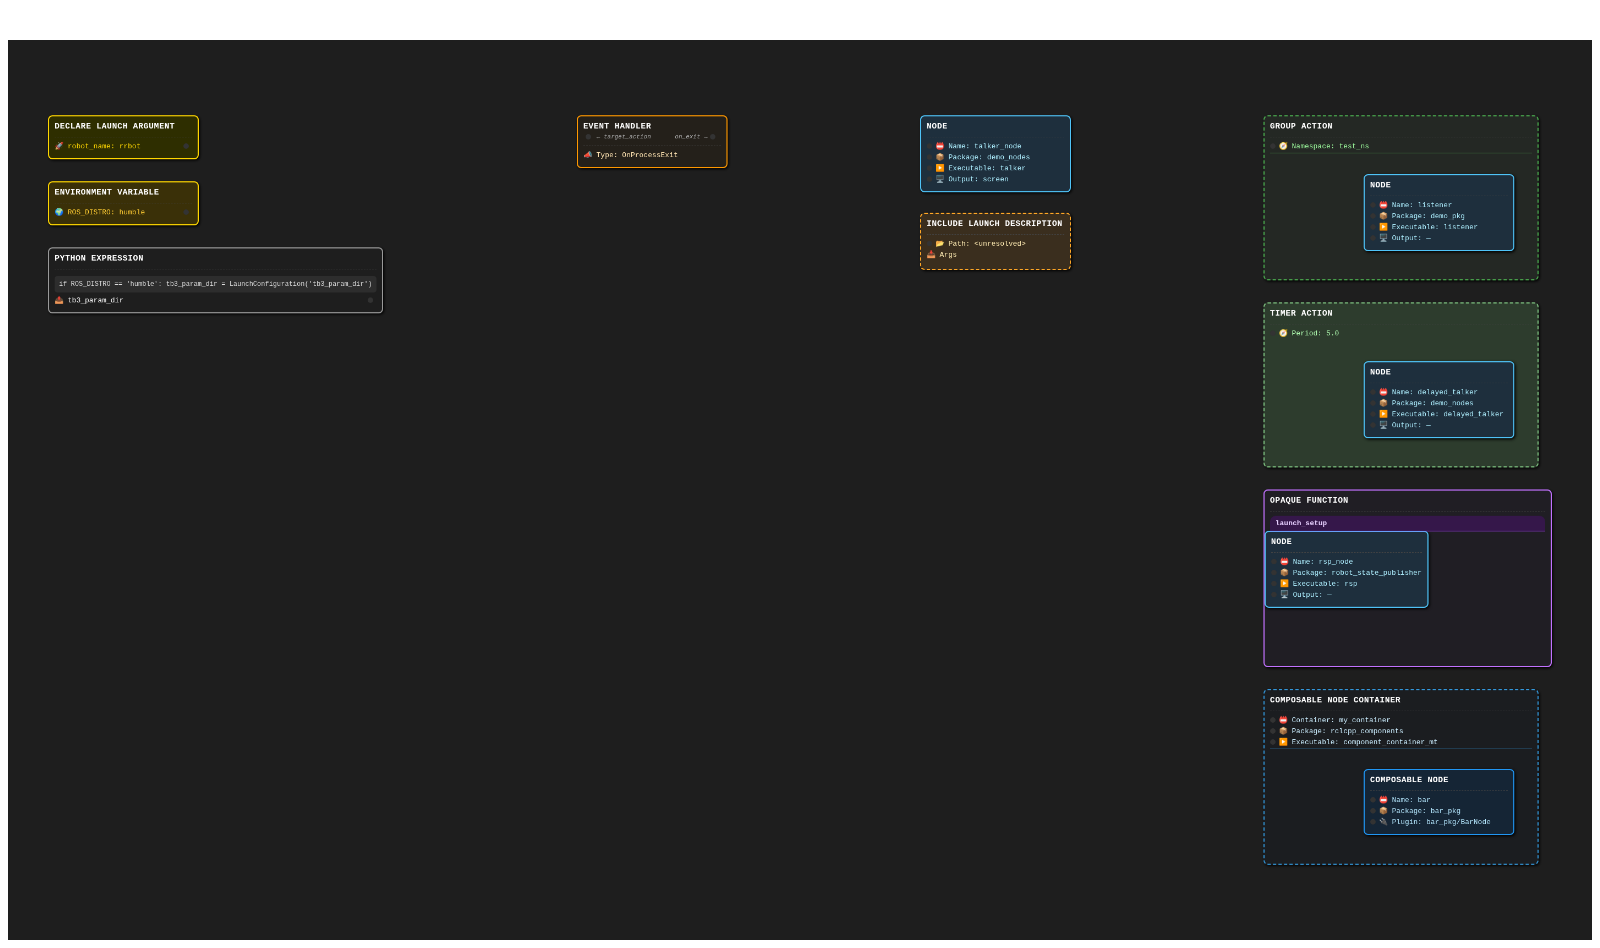 DECLARE LAUNCH ARGUMENT
🚀 robot_name: rrbot
ENVIRONMENT VARIABLE
🌍 ROS_DISTRO: humble
PYTHON EXPRESSION
if ROS_DISTRO == 'humble': tb3_param_dir = LaunchConfiguration('tb3_param_dir')
📤 tb3_param_dir
EVENT HANDLER
— target_action on_exit —
📣 Type: OnProcessExit
NODE
📛 Name: talker_node
📦 Package: demo_nodes
▶️ Executable: talker
🖥️ Output: screen
INCLUDE LAUNCH DESCRIPTION
📂 Path: <unresolved>
📥 Args
GROUP ACTION
🧭 Namespace: test_ns
NODE
📛 Name: listener
📦 Package: demo_pkg
▶️ Executable: listener
🖥️ Output: —
TIMER ACTION
🧭 Period: 5.0
NODE
📛 Name: delayed_talker
📦 Package: demo_nodes
▶️ Executable: delayed_talker
🖥️ Output: —
OPAQUE FUNCTION
launch_setup
NODE
📛 Name: rsp_node
📦 Package: robot_state_publisher
▶️ Executable: rsp
🖥️ Output: —
COMPOSABLE NODE CONTAINER
📛 Container: my_container
📦 Package: rclcpp_components
▶️ Executable: component_container_mt
COMPOSABLE NODE
📛 Name: bar
📦 Package: bar_pkg
🔌 Plugin: bar_pkg/BarNode